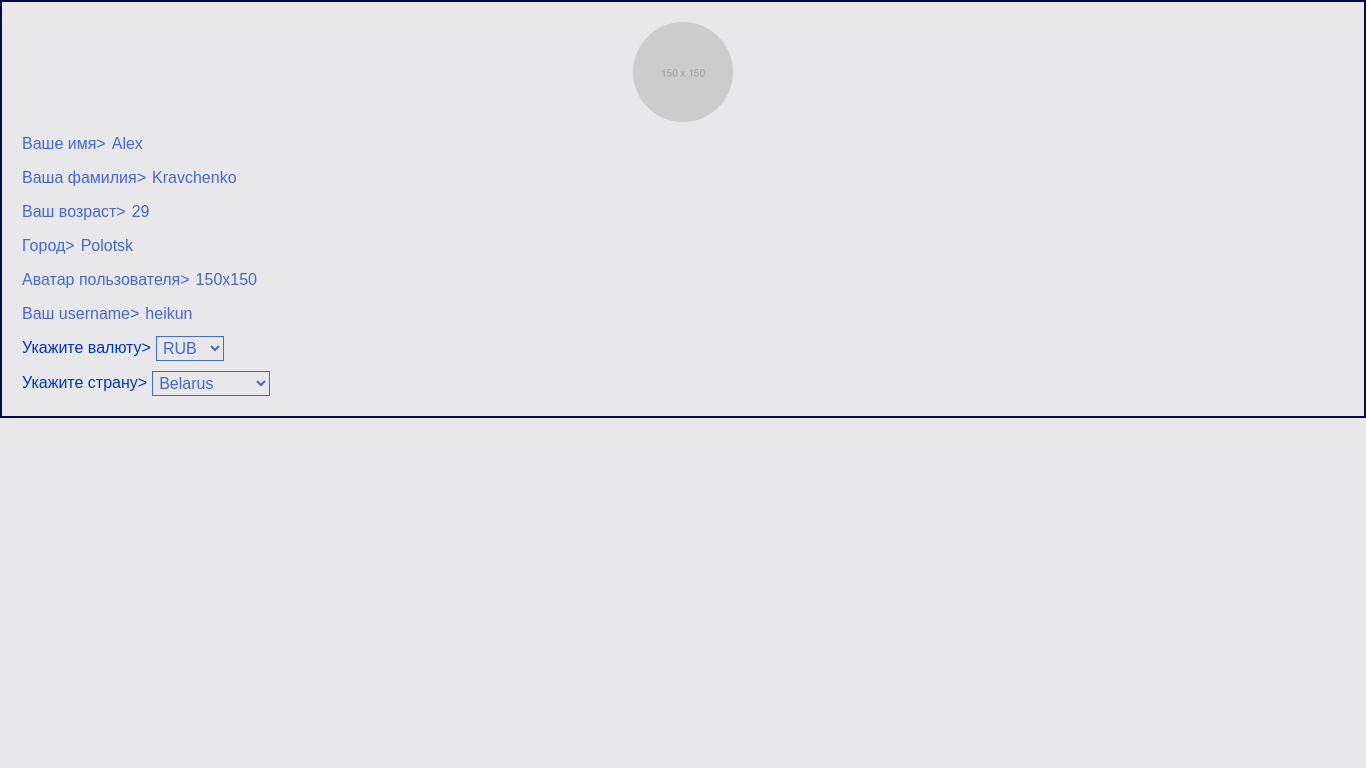 150 x 150
Ваше имя> Alex
Ваша фамилия> Kravchenko
Ваш возраст> 29
Город> Polotsk
Аватар пользователя> 150x150
Ваш username> heikun
Укажите валюту> RUB
Укажите страну> Belarus